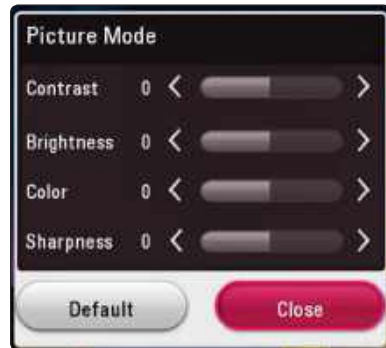 Picture Mode
Contrast 0
Brightness 0
Color 0
Sharpness 0
Default Close